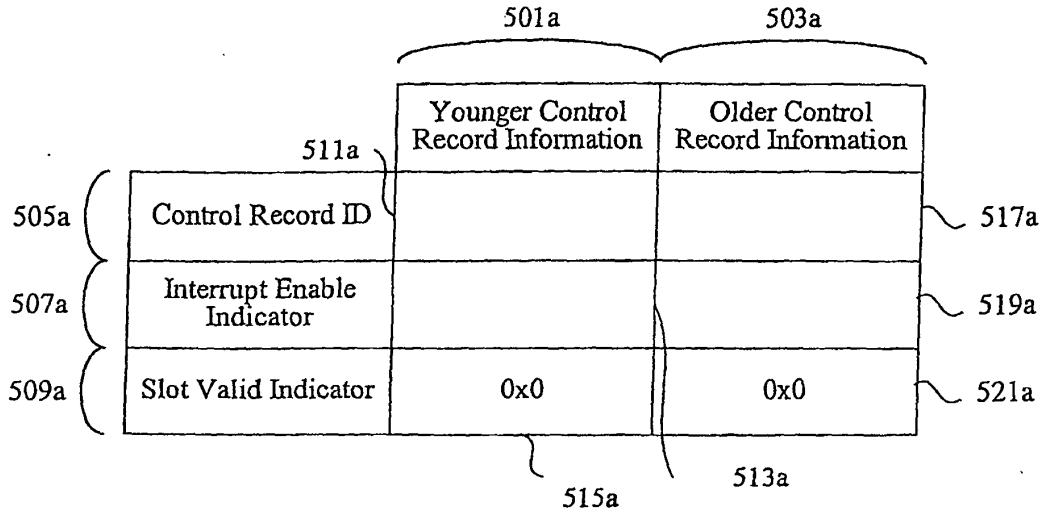 501a
503a
Younger Control
Record Information
Older Control
Record Information
511a
505a
Control Record ID
517a
507a
Interrupt Enable
Indicator
519a
509a
Slot Valid Indicator
0x0
0x0
521a
515a
513a